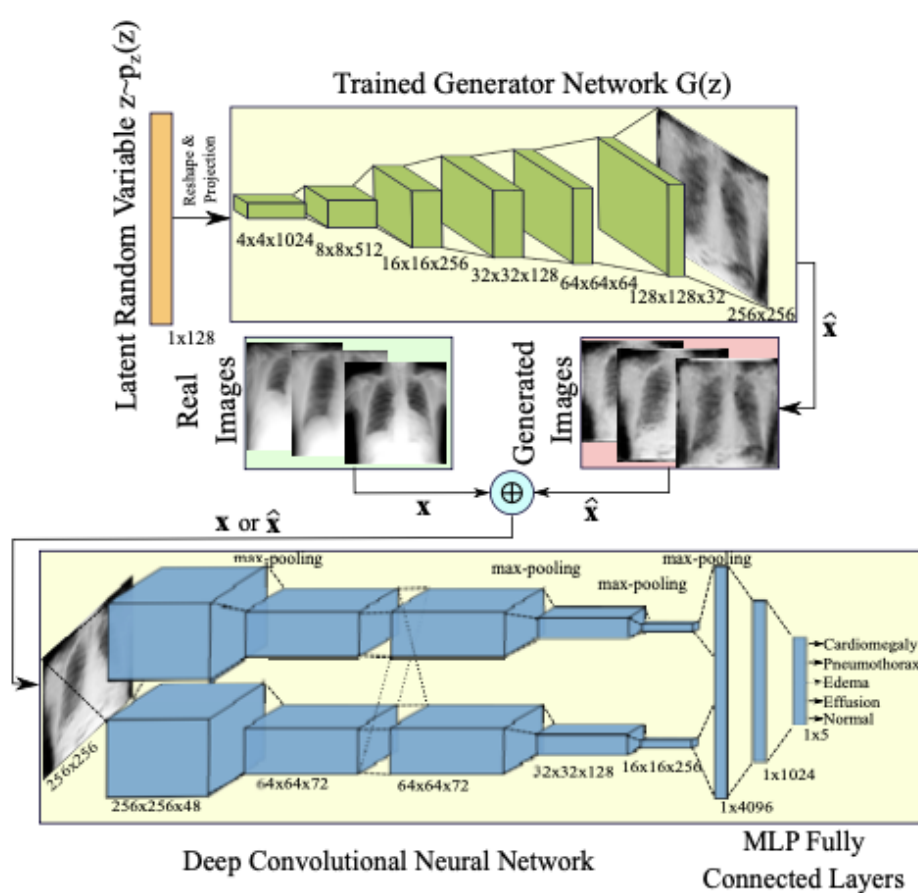 Latent Random Variable z~p_z(z)
Trained Generator Network G(z)
Reshape &
Projection
4x4x1024
8x8x512
16x16x256
32x32x128
64x64x64
128x128x32
256x256
1x128
x̂
Real
Images
Generated
Images
x
x̂
x or x̂
max-pooling
max-pooling
max-pooling
max-pooling
Cardiomegaly
Pneumothorax
Edema
Effusion
Normal
1x5
256x256
256x256x48
64x64x72
64x64x72
32x32x128
16x16x256
1x1024
1x4096
Deep Convolutional Neural Network
MLP Fully
Connected Layers